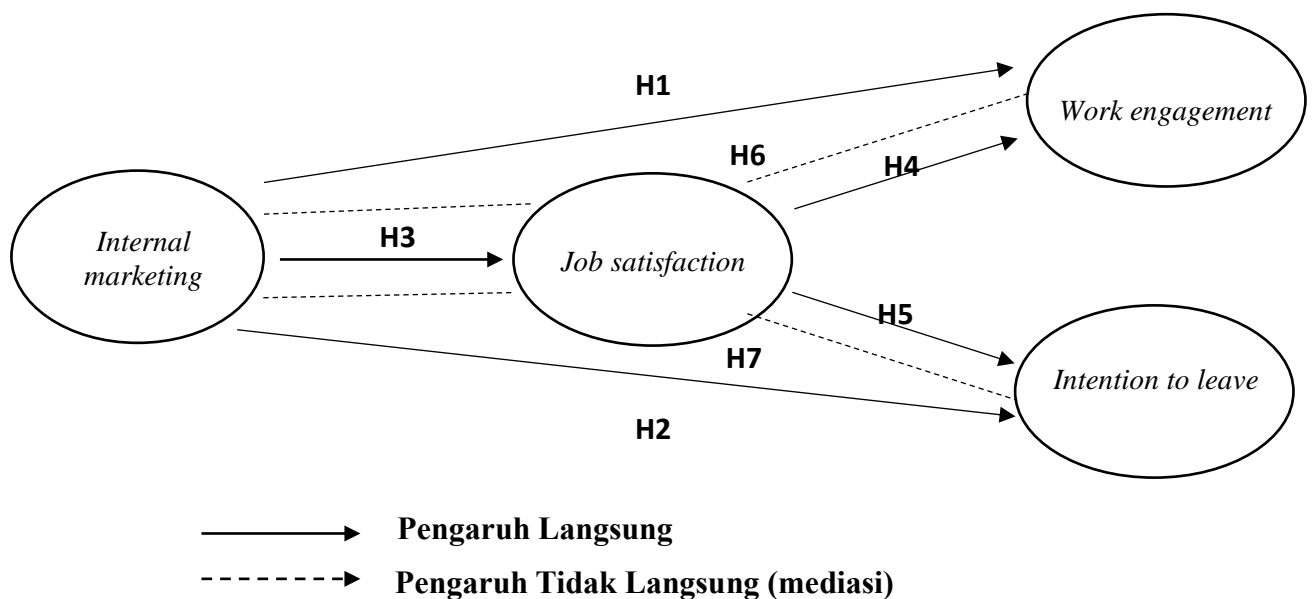 H1
Work engagement
H6
H4
Internal
marketing
H3
Job satisfaction
H5
H7
Intention to leave
H2
Pengaruh Langsung
Pengaruh Tidak Langsung (mediasi)